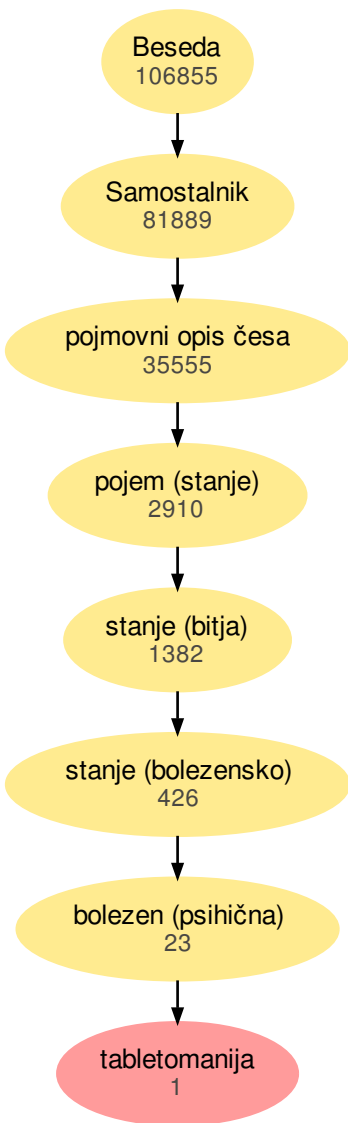 Beseda
106855
Samostalnik
81889
pojmovni opis česa
35555
pojem (stanje)
2910
stanje (bitja)
1382
stanje (bolezensko)
426
bolezen (psihična)
23
tabletomanija
1